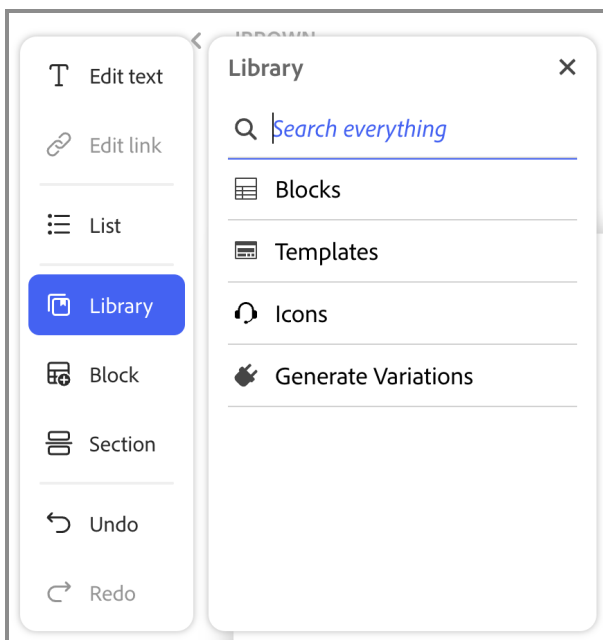 Edit text
Edit link
List
Library
Block
Section
Undo
Redo
Library
Search everything
Blocks
Templates
Icons
Generate Variations